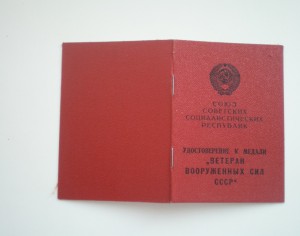 СОЮЗ
СОВЕТСКИХ
СОЦИАЛИСТИЧЕСКИХ
РЕСПУБЛИК
УДОСТОВЕРЕНИЕ К МЕДАЛИ
„ВЕТЕРАН
ВООРУЖЕННЫХ СИЛ
СССР"